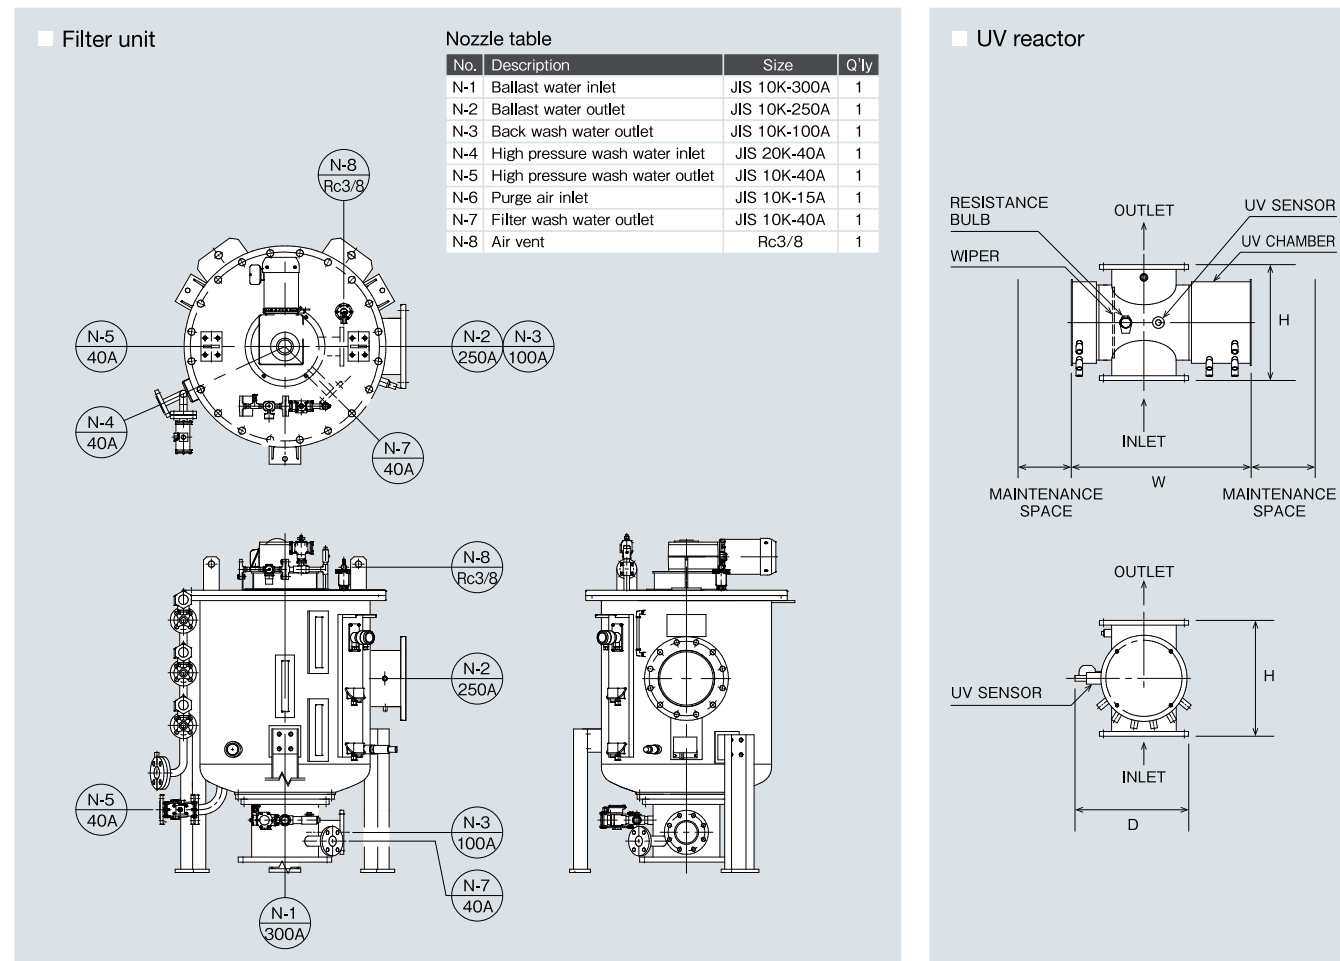 Filter unit
Nozzle table
No. Description Size Q'ly
N-1 Ballast water inlet JIS 10K-300A 1
N-2 Ballast water outlet JIS 10K-250A 1
N-3 Back wash water outlet JIS 10K-100A 1
N-4 High pressure wash water inlet JIS 20K-40A 1
N-5 High pressure wash water outlet JIS 10K-40A 1
N-6 Purge air inlet JIS 10K-15A 1
N-7 Filter wash water outlet JIS 10K-40A 1
N-8 Air vent Rc3/8 1
N-8
Rc3/8
N-5
40A
N-2
250A
N-3
100A
N-4
40A
N-7
40A
N-8
Rc3/8
N-2
250A
N-5
40A
N-3
100A
N-7
40A
N-1
300A
UV reactor
RESISTANCE
BULB
OUTLET
UV SENSOR
WIPER
UV CHAMBER
H
INLET
W
MAINTENANCE
SPACE
MAINTENANCE
SPACE
OUTLET
UV SENSOR
H
INLET
D